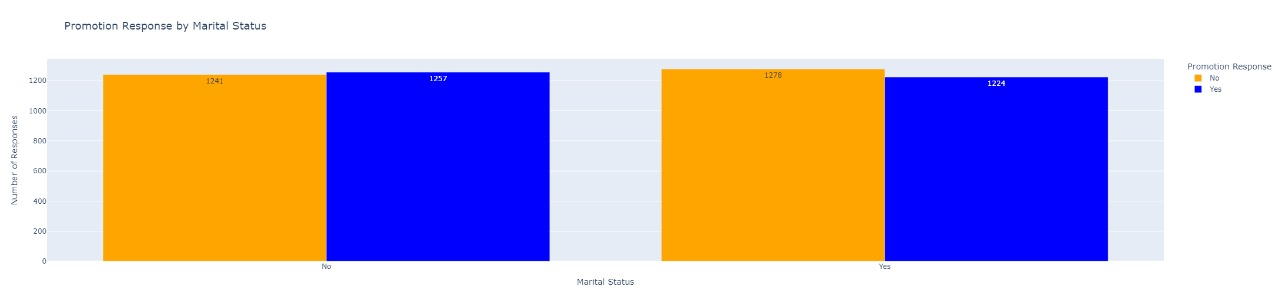 Promotion Response by Marital Status
Promotion Response
No
Yes
Number of Responses
1200
1000
800
600
400
200
0
1241
1257
1278
1224
No
Yes
Marital Status